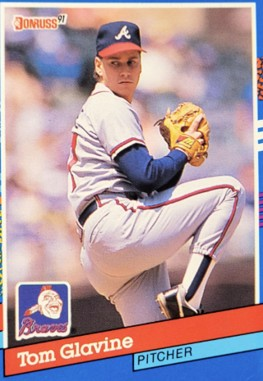 DONRUSS '91
A
Braves
Tom Glavine
PITCHER